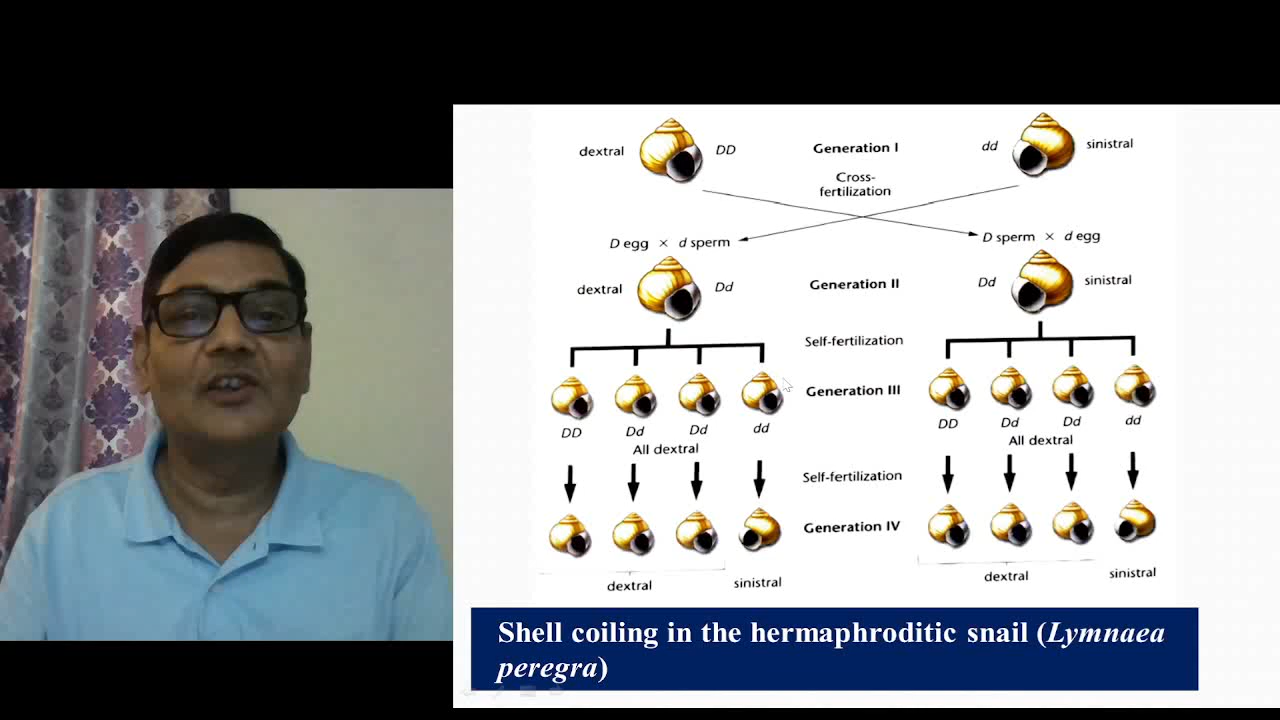 dextral DD Generation I dd sinistral
Cross-
fertilization
D egg × d sperm
D sperm × d egg
dextral Dd Generation II Dd sinistral
Self-fertilization
Generation III
DD Dd Dd dd
All dextral
DD Dd Dd dd
All dextral
Self-fertilization
Generation IV
dextral sinistral
dextral sinistral
Shell coiling in the hermaphroditic snail (Lymnaea
peregra)